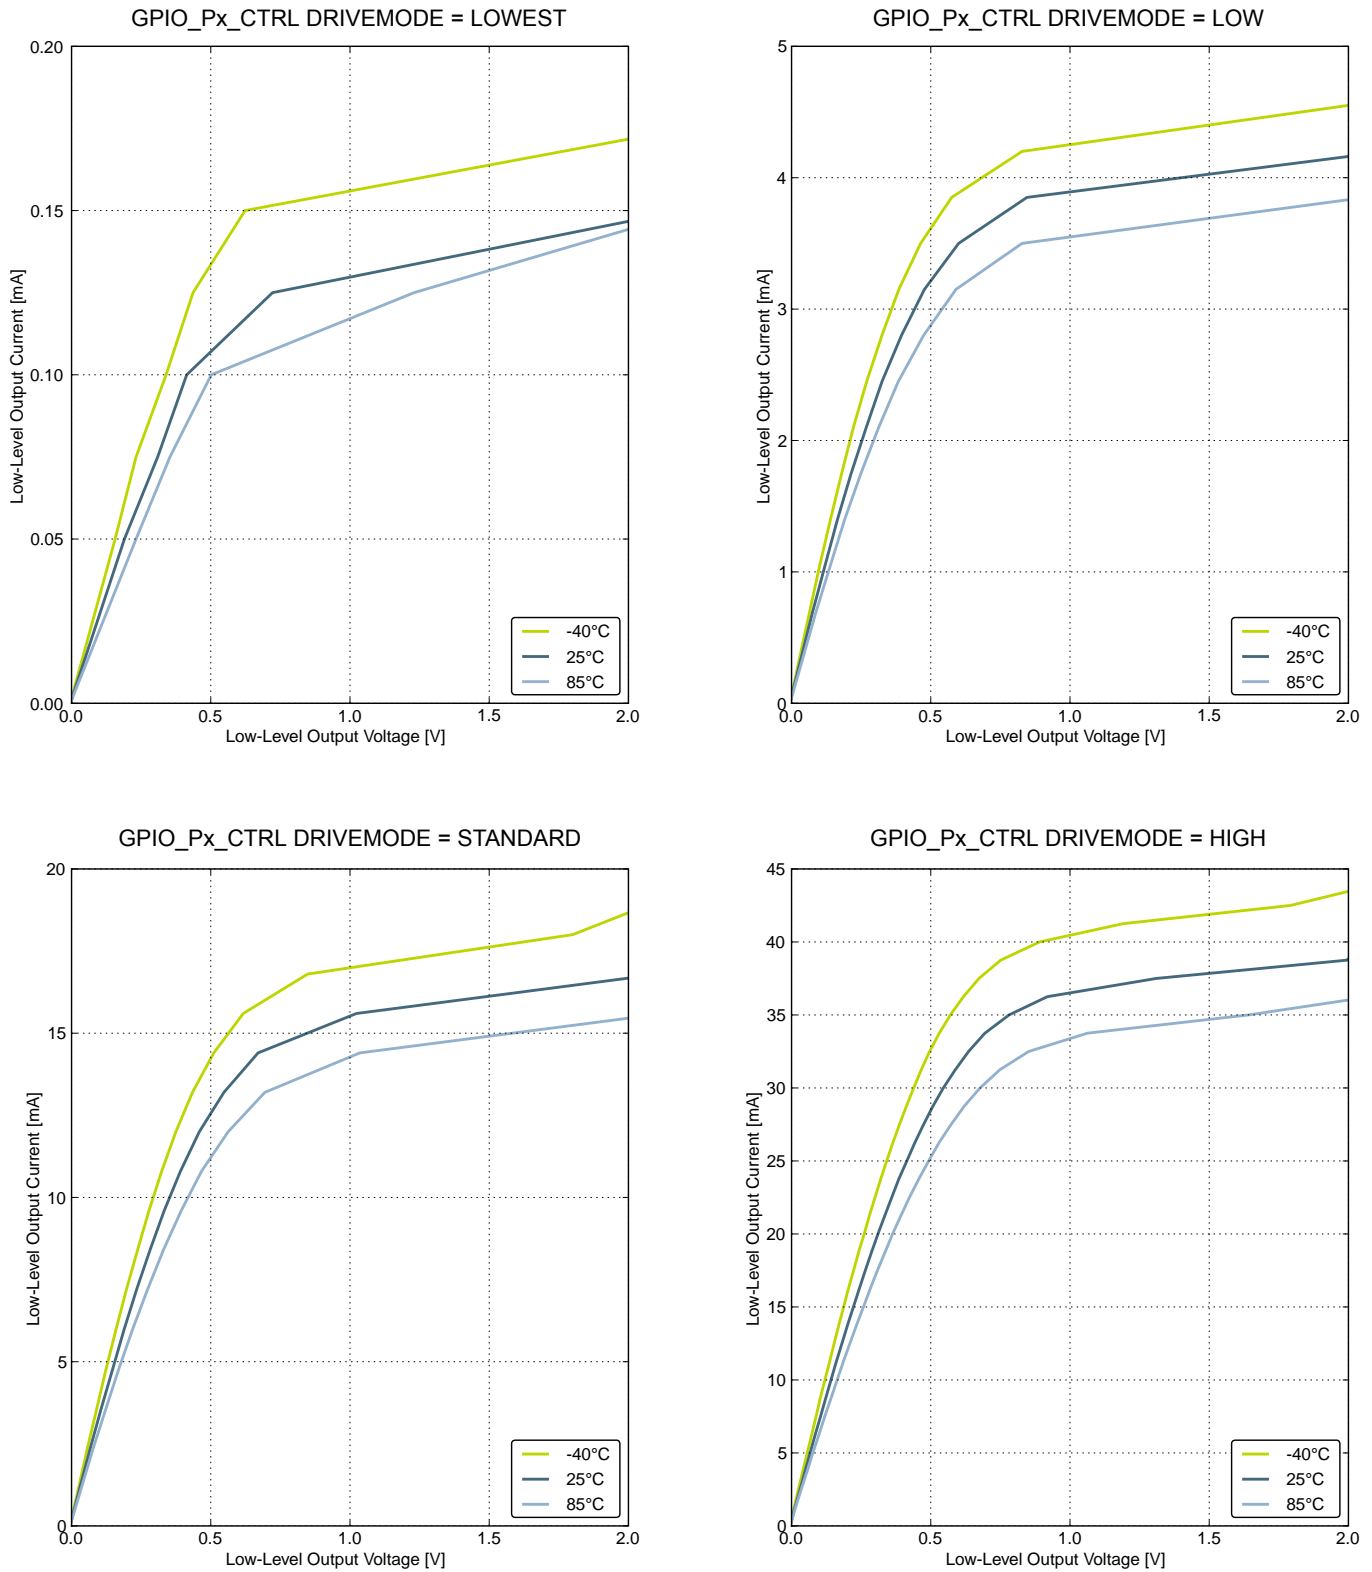 GPIO_Px_CTRL DRIVEMODE = LOWEST
0.20
0.15
0.10
0.05
0.00
Low-Level Output Current [mA]
-40°C
25°C
85°C
0.0
0.5
1.0
1.5
2.0
Low-Level Output Voltage [V]
GPIO_Px_CTRL DRIVEMODE = LOW
5
4
3
2
1
0
Low-Level Output Current [mA]
-40°C
25°C
85°C
0.0
0.5
1.0
1.5
2.0
Low-Level Output Voltage [V]
GPIO_Px_CTRL DRIVEMODE = STANDARD
20
15
10
5
0
Low-Level Output Current [mA]
-40°C
25°C
85°C
0.0
0.5
1.0
1.5
2.0
Low-Level Output Voltage [V]
GPIO_Px_CTRL DRIVEMODE = HIGH
45
40
35
30
25
20
15
10
5
0
Low-Level Output Current [mA]
-40°C
25°C
85°C
0.0
0.5
1.0
1.5
2.0
Low-Level Output Voltage [V]